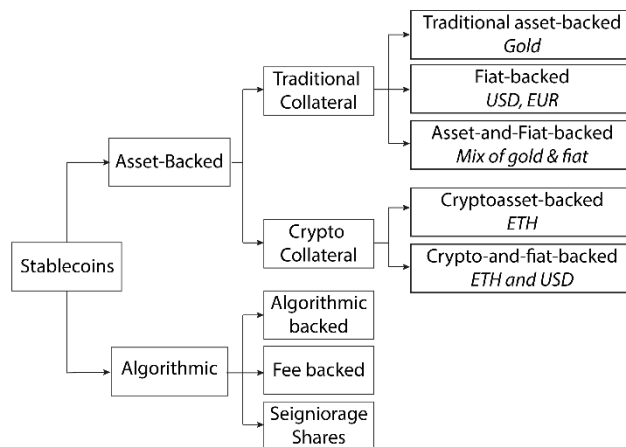 Traditional asset-backed
Gold
Traditional
Collateral
Fiat-backed
USD, EUR
Asset-and-Fiat-backed
Mix of gold & fiat
Asset-Backed
Cryptoasset-backed
ETH
Crypto
Collateral
Crypto-and-fiat-backed
ETH and USD
Stablecoins
Algorithmic
backed
Algorithmic
Fee backed
Seigniorage
Shares